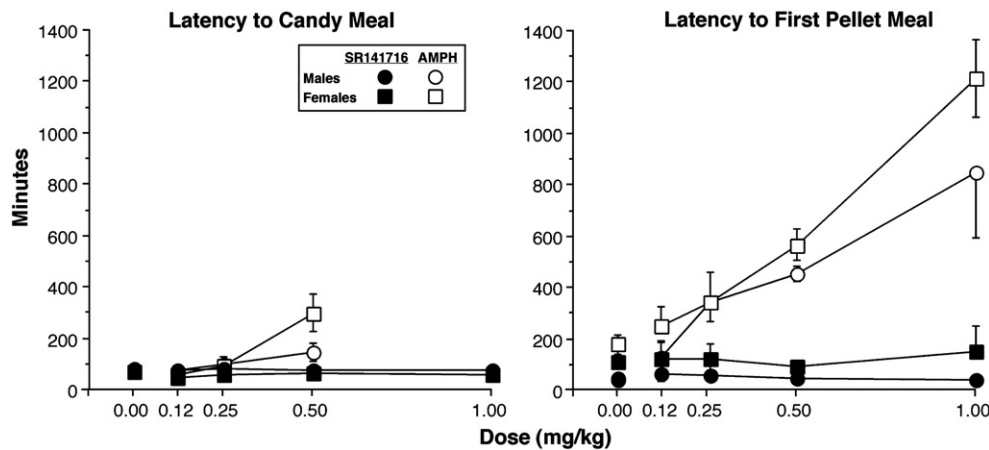 Latency to Candy Meal
Latency to First Pellet Meal
SR141716 AMPH
Males
Females
Minutes
1400
1200
1000
800
600
400
200
0
0.00 0.12 0.25 0.50 1.00
1400
1200
1000
800
600
400
200
0
0.00 0.12 0.25 0.50 1.00
Dose (mg/kg)